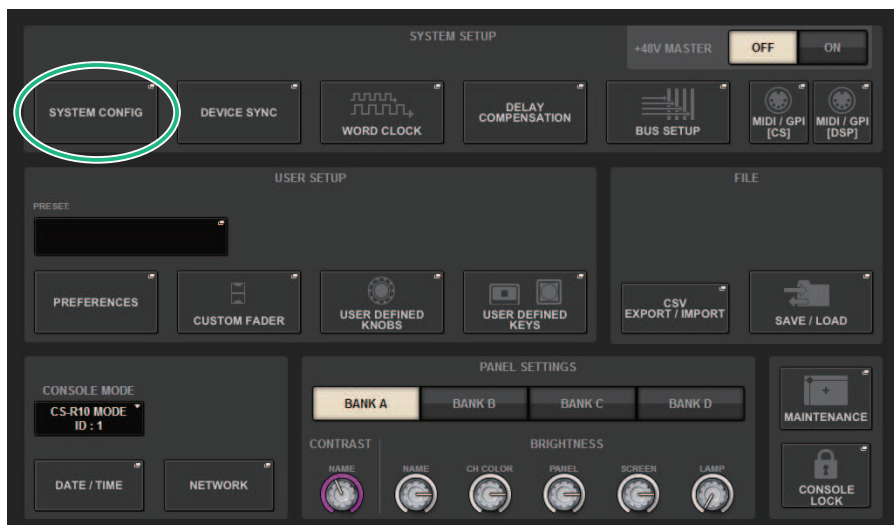 SYSTEM SETUP
+48V MASTER
OFF
ON
SYSTEM CONFIG
DEVICE SYNC
WORD CLOCK
DELAY
COMPENSATION
BUS SETUP
MIDI / GPI
[CS]
MIDI / GPI
[DSP]
USER SETUP
PRESET
PREFERENCES
CUSTOM FADER
USER DEFINED
KNOBS
USER DEFINED
KEYS
FILE
CSV
EXPORT / IMPORT
SAVE / LOAD
CONSOLE MODE
CS-R10 MODE
ID : 1
DATE / TIME
NETWORK
PANEL SETTINGS
BANK A
BANK B
BANK C
BANK D
CONTRAST
BRIGHTNESS
NAME
NAME
CH COLOR
PANEL
SCREEN
LAMP
MAINTENANCE
CONSOLE
LOCK